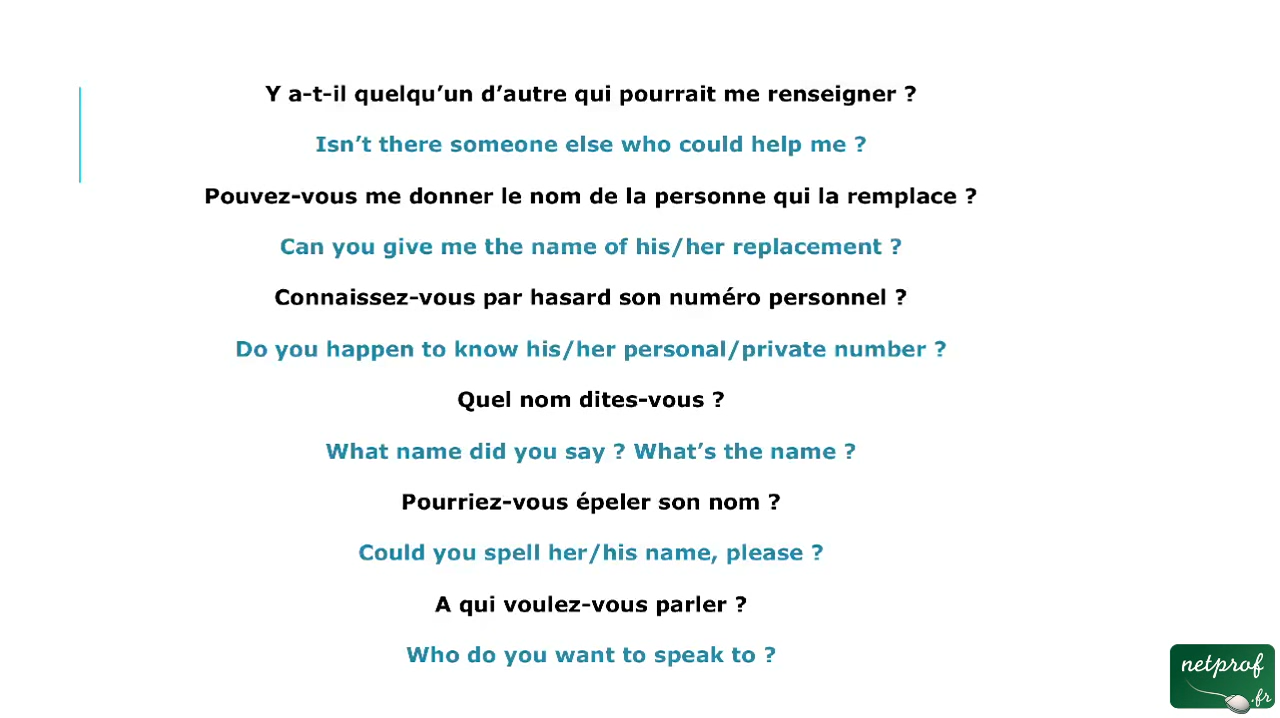 Y a-t-il quelqu’un d’autre qui pourrait me renseigner ?
Isn’t there someone else who could help me ?
Pouvez-vous me donner le nom de la personne qui la remplace ?
Can you give me the name of his/her replacement ?
Connaissez-vous par hasard son numéro personnel ?
Do you happen to know his/her personal/private number ?
Quel nom dites-vous ?
What name did you say ? What’s the name ?
Pourriez-vous épeler son nom ?
Could you spell her/his name, please ?
A qui voulez-vous parler ?
Who do you want to speak to ?
netprof
.fr